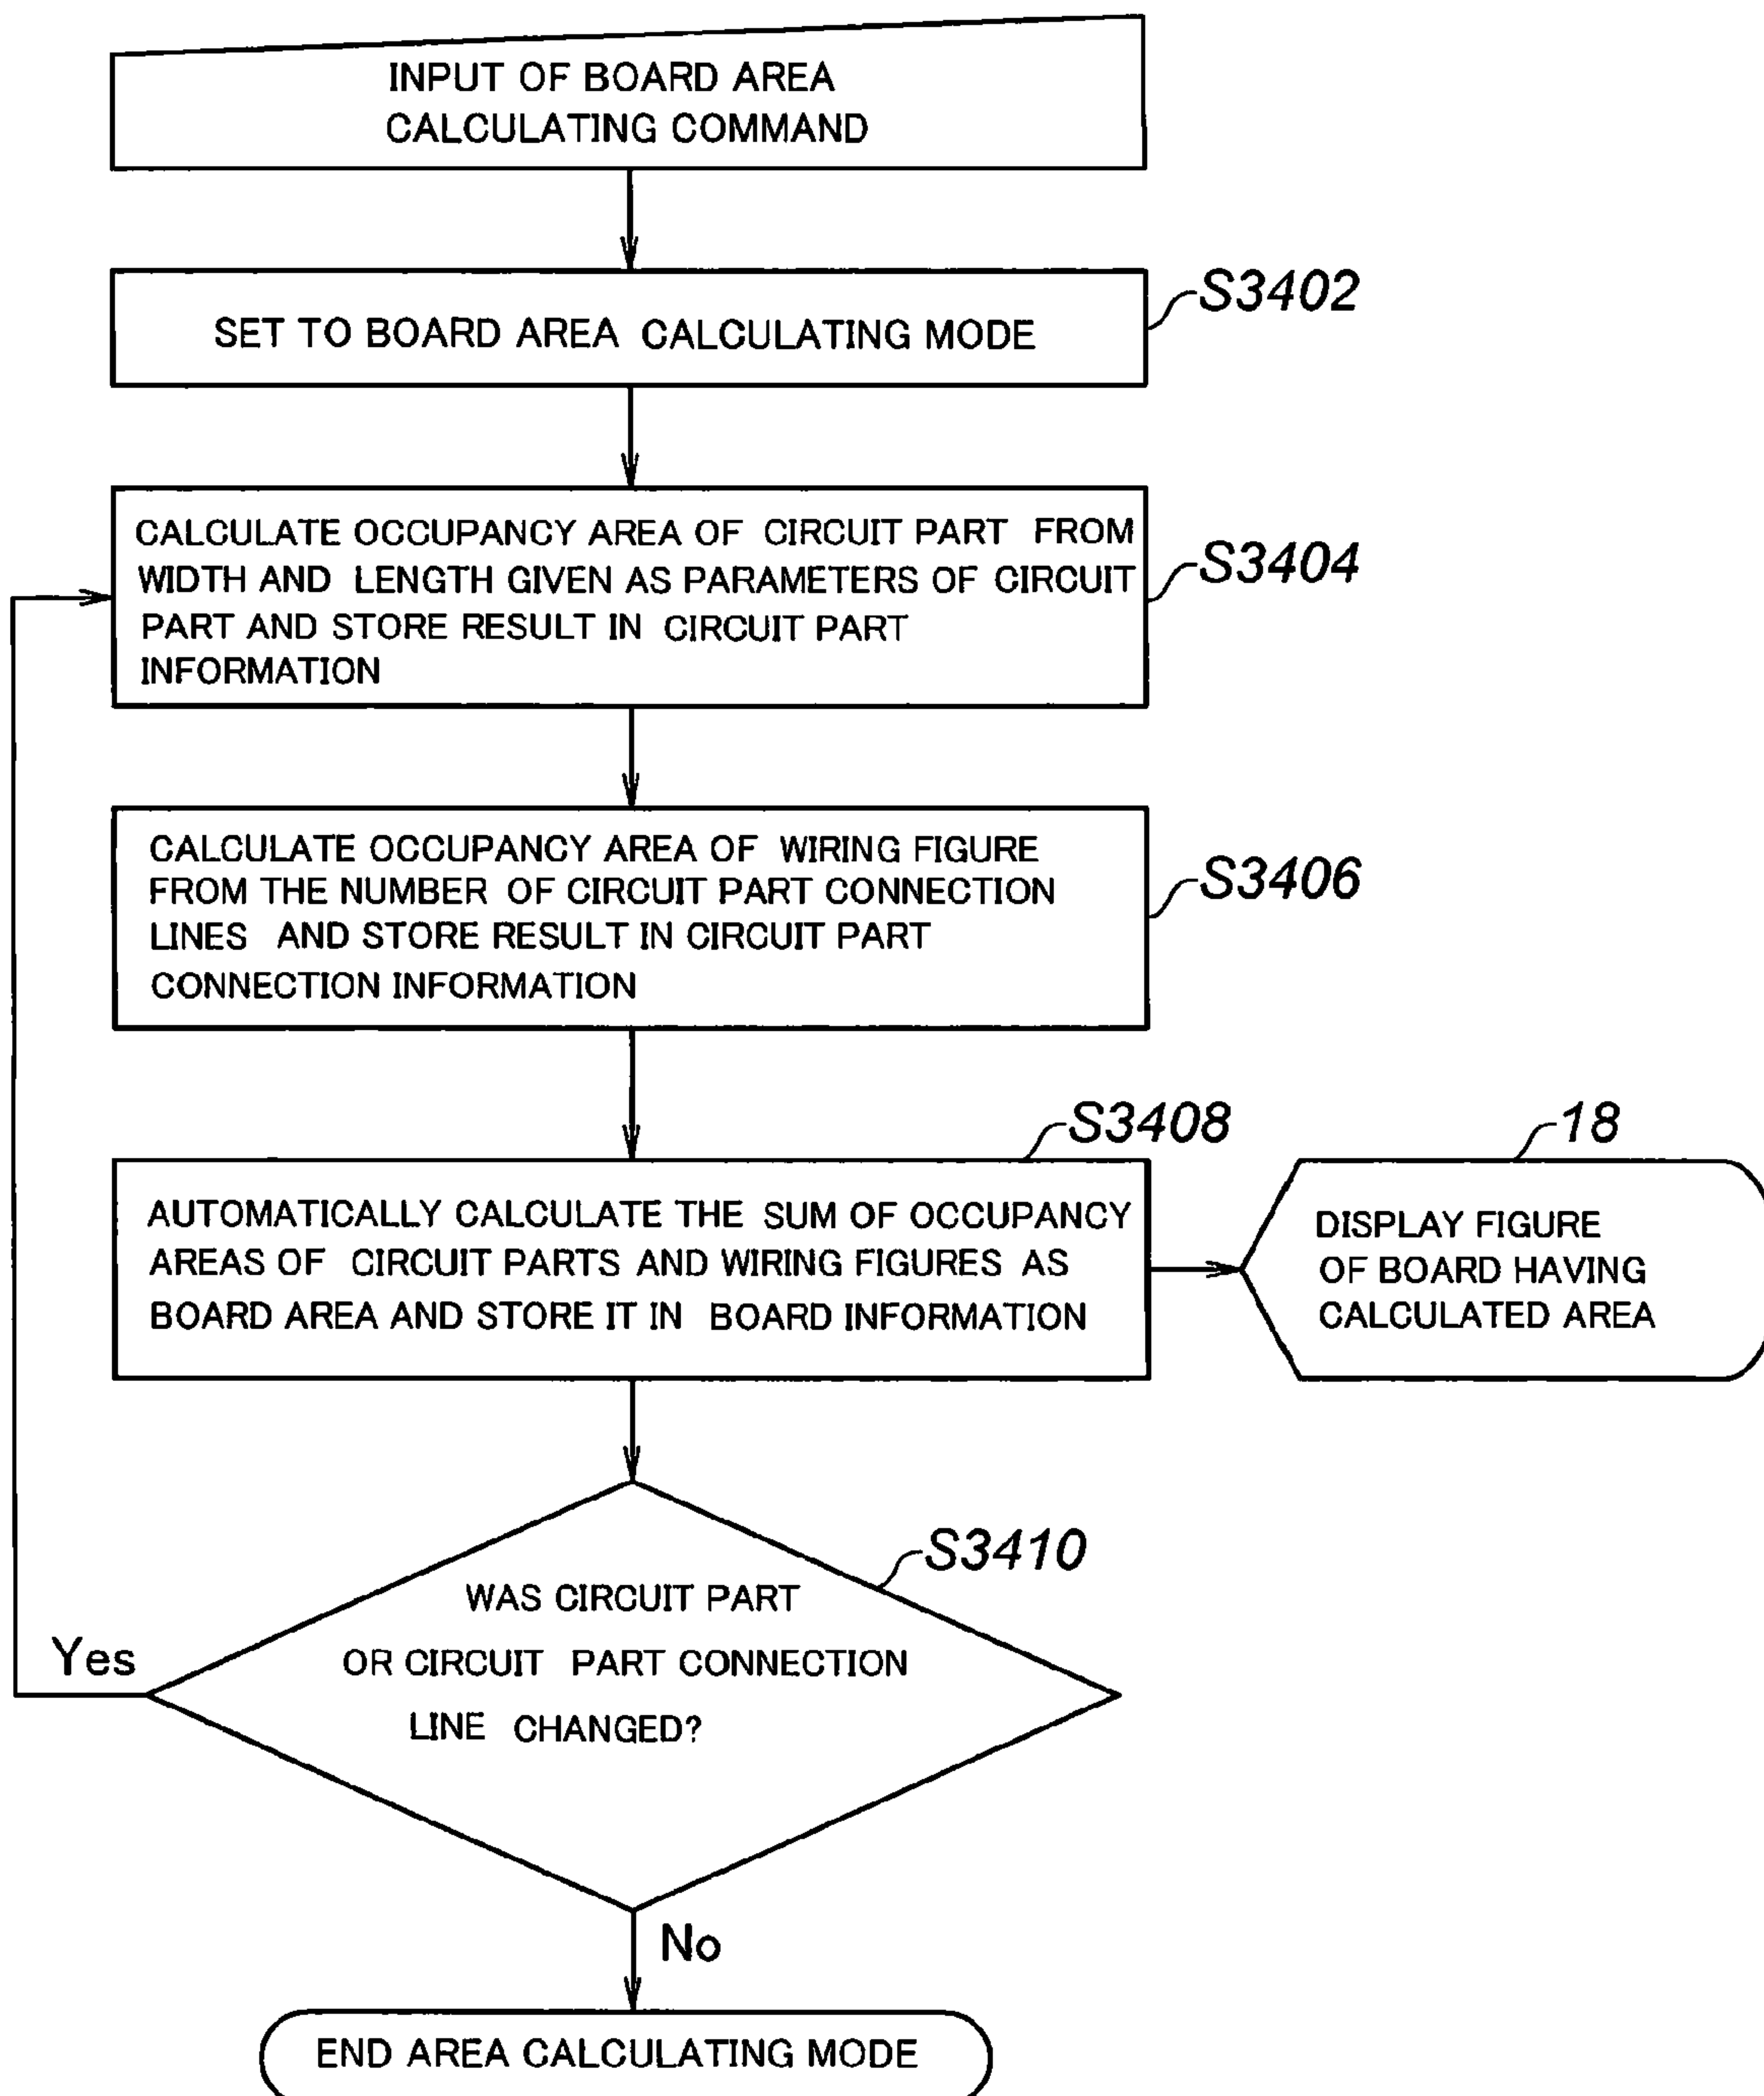 INPUT OF BOARD AREA
CALCULATING COMMAND
S3402
SET TO BOARD AREA CALCULATING MODE
CALCULATE OCCUPANCY AREA OF CIRCUIT PART FROM
WIDTH AND LENGTH GIVEN AS PARAMETERS OF CIRCUIT
PART AND STORE RESULT IN CIRCUIT PART
INFORMATION
S3404
CALCULATE OCCUPANCY AREA OF WIRING FIGURE
FROM THE NUMBER OF CIRCUIT PART CONNECTION
LINES AND STORE RESULT IN CIRCUIT PART
CONNECTION INFORMATION
S3406
S3408
AUTOMATICALLY CALCULATE THE SUM OF OCCUPANCY
AREAS OF CIRCUIT PARTS AND WIRING FIGURES AS
BOARD AREA AND STORE IT IN BOARD INFORMATION
18
DISPLAY FIGURE
OF BOARD HAVING
CALCULATED AREA
S3410
WAS CIRCUIT PART
OR CIRCUIT PART CONNECTION
LINE CHANGED?
Yes
No
END AREA CALCULATING MODE